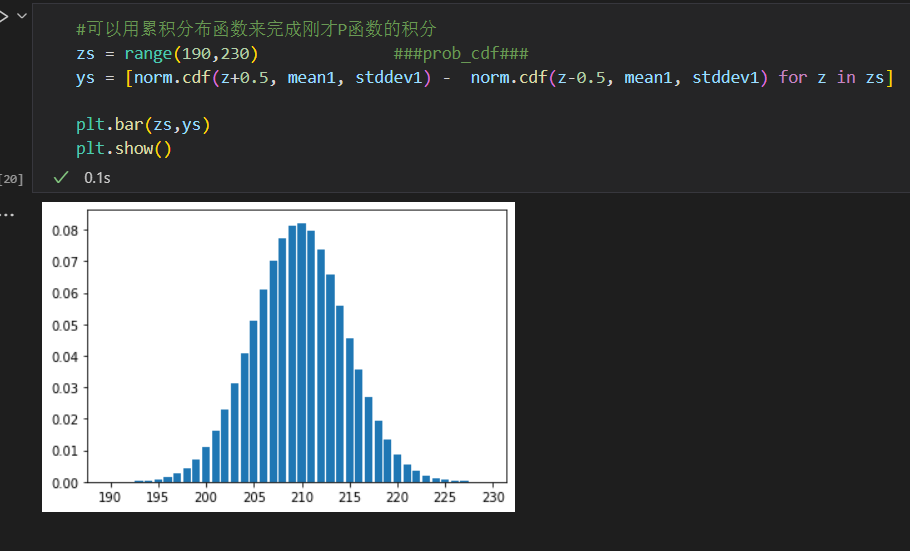 #可以用累积分布函数来完成刚才P函数的积分
zs = range(190,230)             ###prob_cdf###
ys = [norm.cdf(z+0.5, mean1, stddev1) -  norm.cdf(z-0.5, mean1, stddev1) for z in zs]
plt.bar(zs,ys)
plt.show()
[20]
0.1s
0.08
0.07
0.06
0.05
0.04
0.03
0.02
0.01
0.00
190 195 200 205 210 215 220 225 230